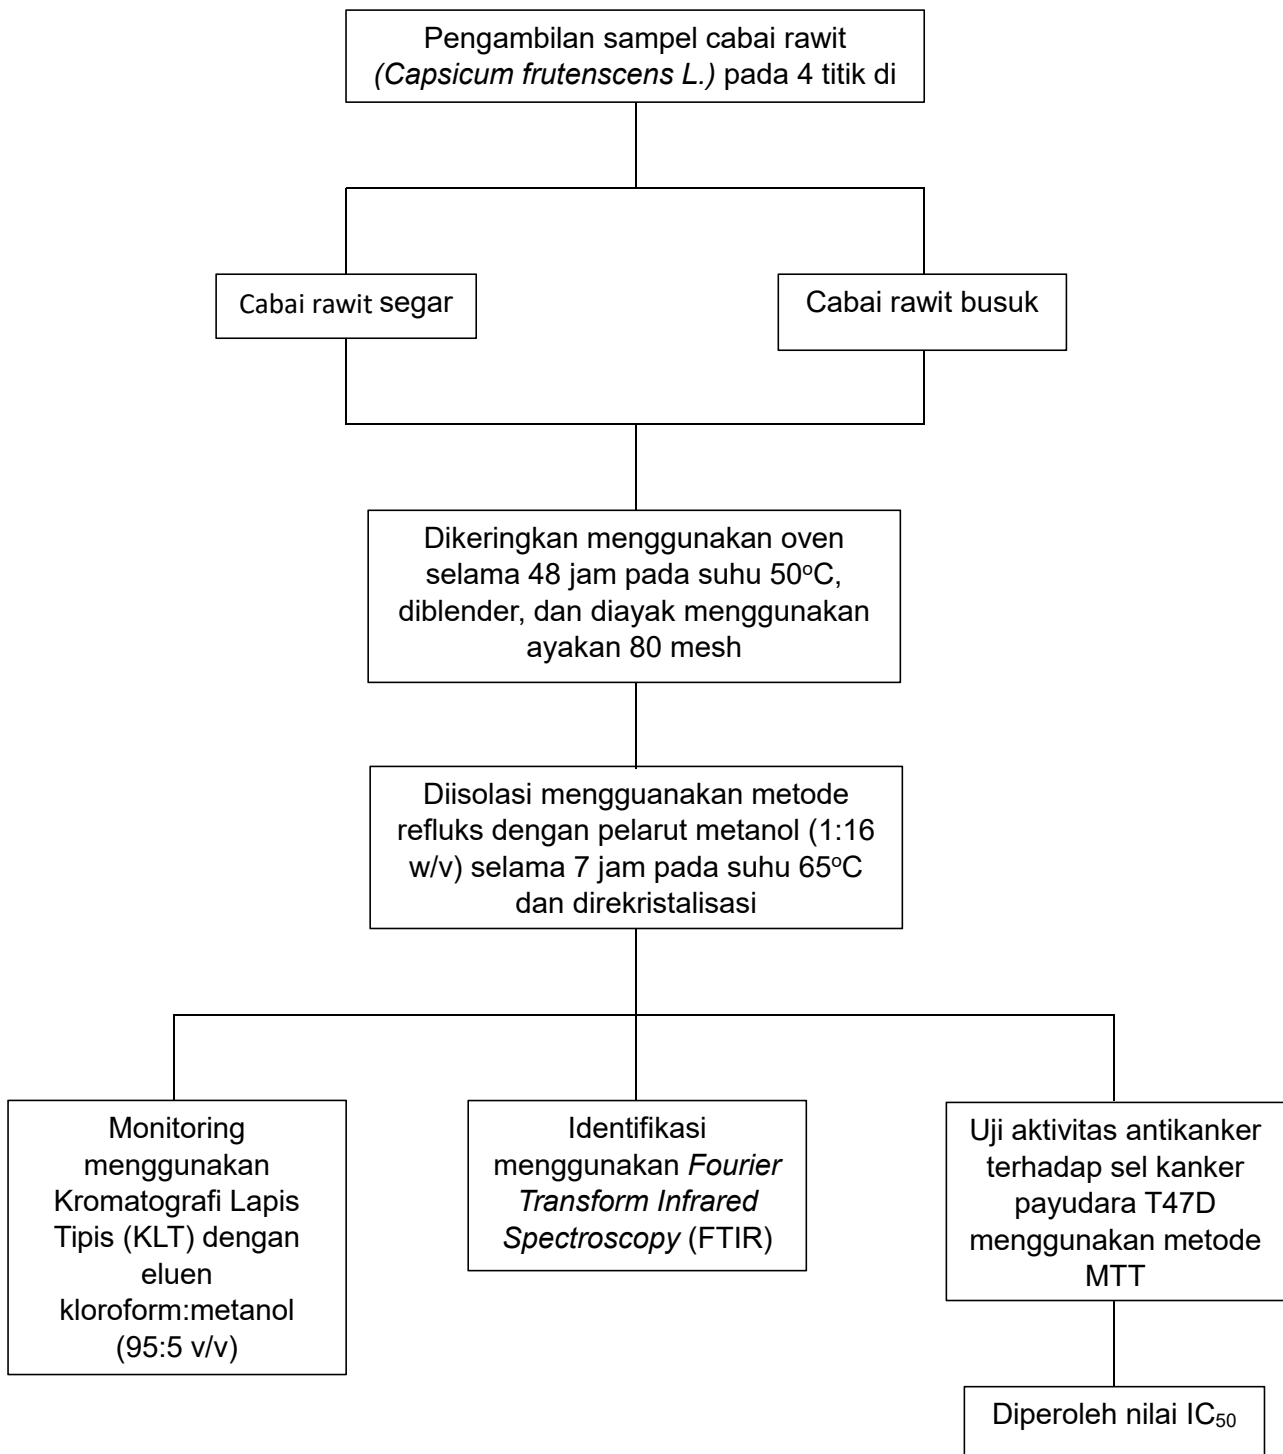 Pengambilan sampel cabai rawit
(Capsicum frutenscens L.) pada 4 titik di
Cabai rawit segar
Cabai rawit busuk
Dikeringkan menggunakan oven
selama 48 jam pada suhu 50°C,
diblender, dan diayak menggunakan
ayakan 80 mesh
Diisolasi mengguanakan metode
refluks dengan pelarut metanol (1:16
w/v) selama 7 jam pada suhu 65°C
dan direkristalisasi
Monitoring
menggunakan
Kromatografi Lapis
Tipis (KLT) dengan
eluen
kloroform:metanol
(95:5 v/v)
Identifikasi
menggunakan Fourier
Transform Infrared
Spectroscopy (FTIR)
Uji aktivitas antikanker
terhadap sel kanker
payudara T47D
menggunakan metode
MTT
Diperoleh nilai IC₅₀